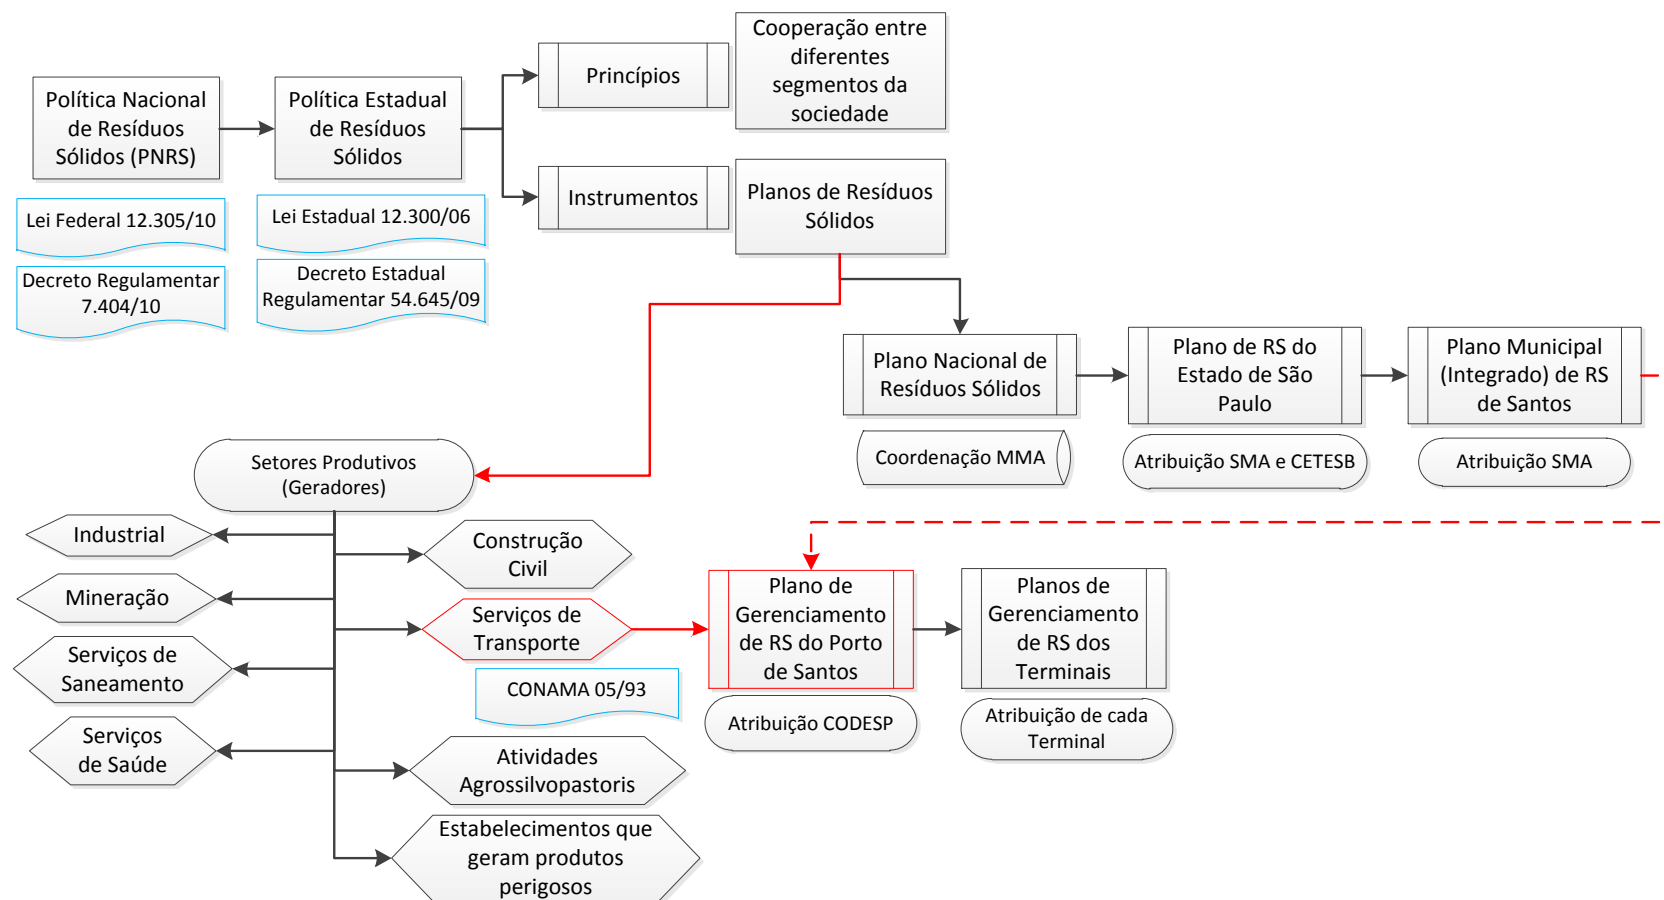 Política Nacional
de Resíduos
Sólidos (PNRS)
Política Estadual
de Resíduos
Sólidos
Princípios
Cooperação entre
diferentes
segmentos da
sociedade
Instrumentos
Planos de Resíduos
Sólidos
Lei Federal 12.305/10
Decreto Regulamentar
7.404/10
Lei Estadual 12.300/06
Decreto Estadual
Regulamentar 54.645/09
Plano Nacional de
Resíduos Sólidos
Plano de RS do
Estado de São
Paulo
Plano Municipal
(Integrado) de RS
de Santos
Coordenação MMA
Atribuição SMA e CETESB
Atribuição SMA
Setores Produtivos
(Geradores)
Industrial
Mineração
Serviços de
Saneamento
Serviços
de Saúde
Construção
Civil
Serviços de
Transporte
CONAMA 05/93
Atividades
Agrossilvopastoris
Estabelecimentos que
geram produtos
perigosos
Plano de
Gerenciamento
de RS do Porto
de Santos
Atribuição CODESP
Planos de
Gerenciamento
de RS dos
Terminais
Atribuição de cada
Terminal